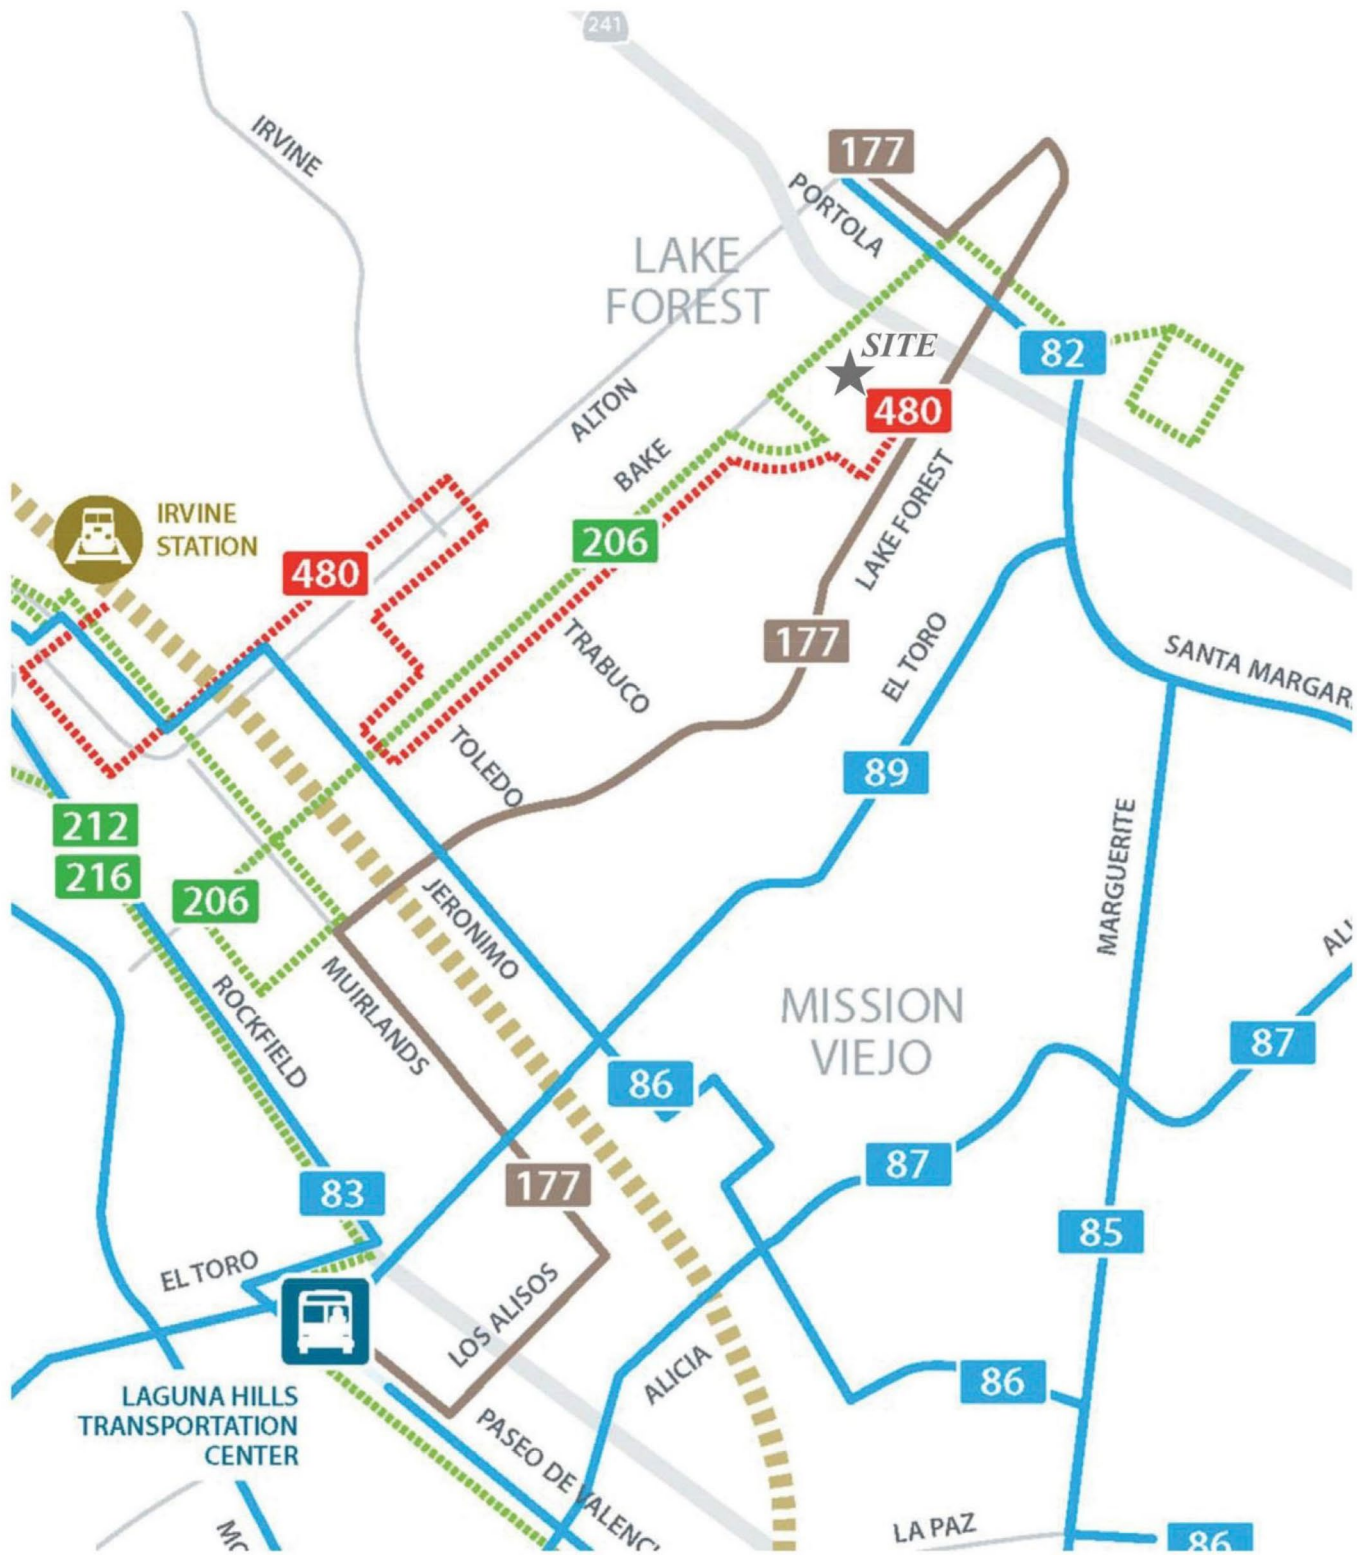 241
IRVINE
177
PORTOLA
LAKE
FOREST
SITE
82
480
ALTON
BAKE
LAKE FOREST
IRVINE
STATION
206
480
TRABUCO
177
EL TORO
SANTA MARGAR
TOLEDO
89
212
216
206
MARGUERITE
JERONIMO
ROCKFIELD
MUIRLANDS
MISSION
VIEJO
87
86
87
177
83
85
EL TORO
LOS ALISOS
ALICIA
86
LAGUNA HILLS
TRANSPORTATION
CENTER
PASEO DE VALENC
LA PAZ
86